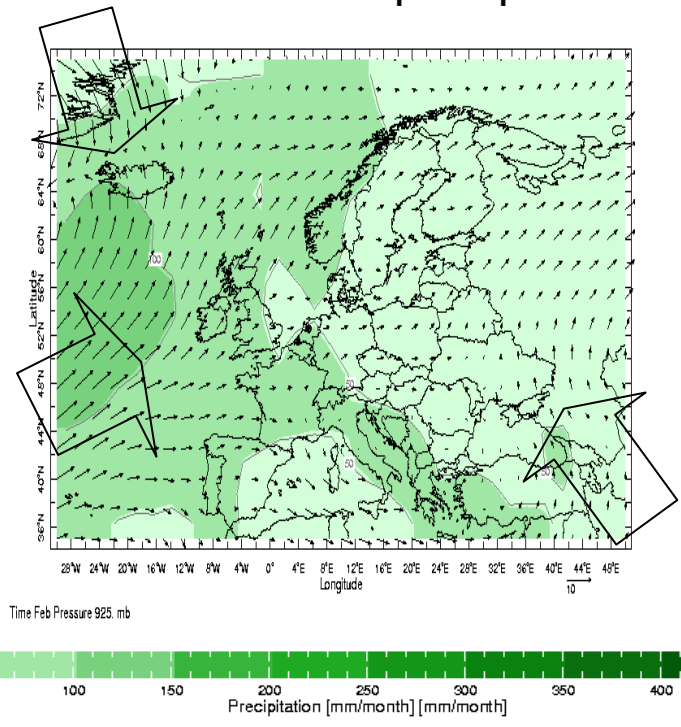 72°N
68°N
64°N
60°N
56°N
52°N
48°N
44°N
40°N
36°N
Latitude
100
50
50
28°W 24°W 20°W 16°W 12°W 8°W 4°W 0° 4°E 8°E 12°E 16°E 20°E 24°E 28°E 32°E 36°E 40°E 44°E 48°E
Longitude
10
Time Feb Pressure 925. mb
100 150 200 250 300 350 400
Precipitation [mm/month] [mm/month]